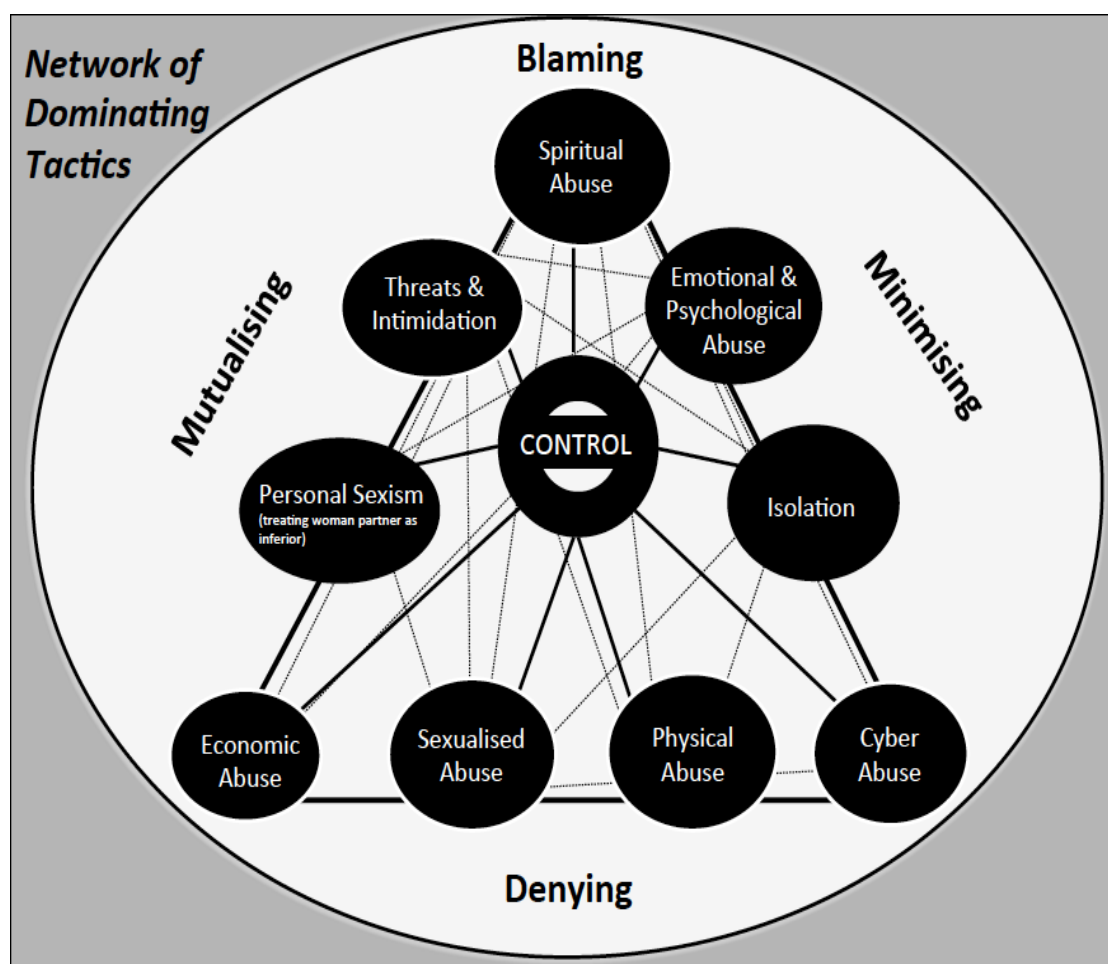 Network of
Dominating
Tactics
Blaming
Spiritual
Abuse
Threats &
Intimidation
Emotional &
Psychological
Abuse
Mutualising
Minimising
CONTROL
Personal Sexism
(treating woman partner as
inferior)
Isolation
Economic
Abuse
Sexualised
Abuse
Physical
Abuse
Cyber
Abuse
Denying